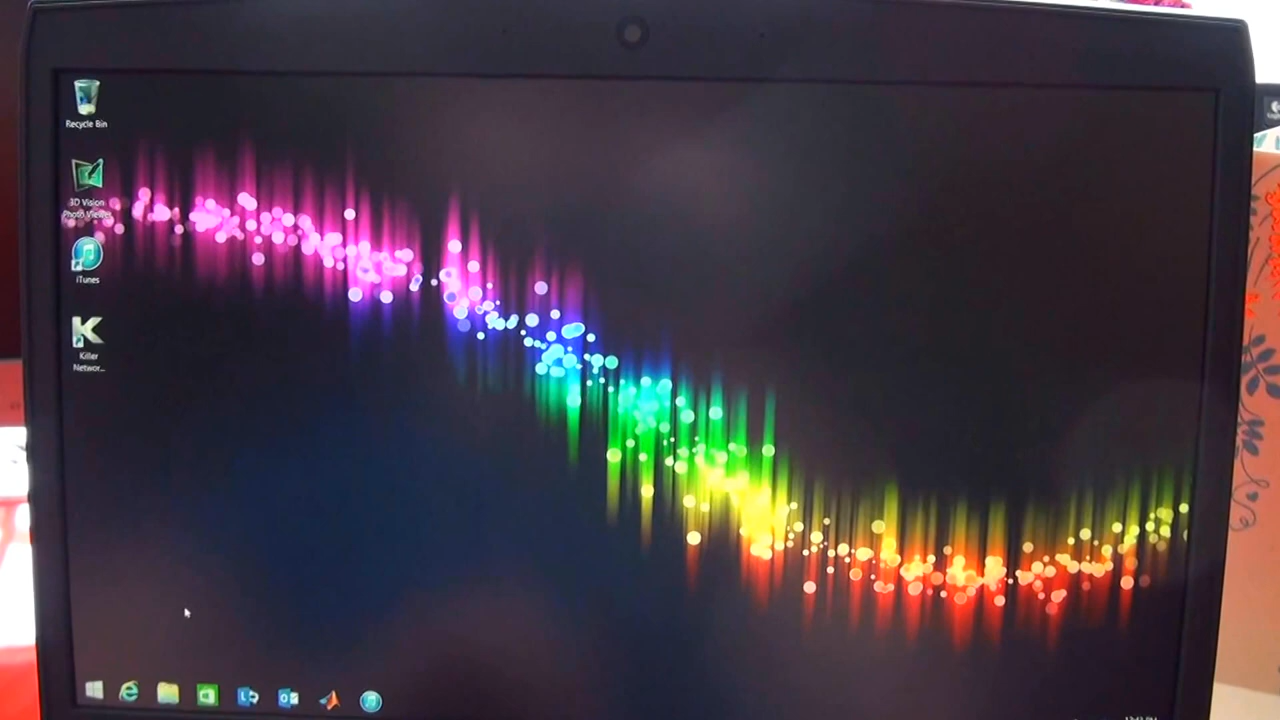 Recycle Bin
3D Vision
Photo Viewer
iTunes
Killer
Networ...